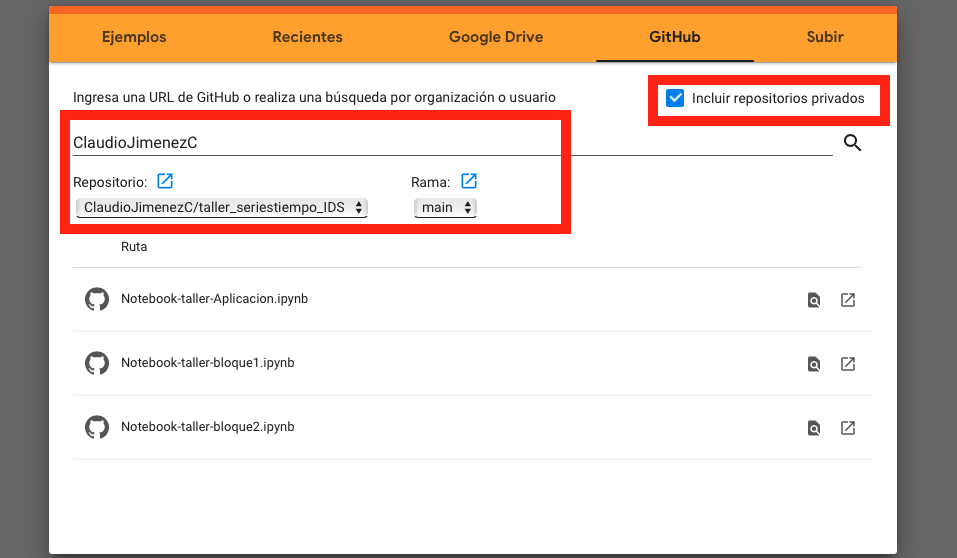 Ejemplos Recientes Google Drive GitHub Subir
Ingresa una URL de GitHub o realiza una búsqueda por organización o usuario
Incluir repositorios privados
ClaudioJimenezC
Repositorio: Rama:
ClaudioJimenezC/taller_seriestiempo_IDS main
Ruta
Notebook-taller-Aplicacion.ipynb
Notebook-taller-bloque1.ipynb
Notebook-taller-bloque2.ipynb